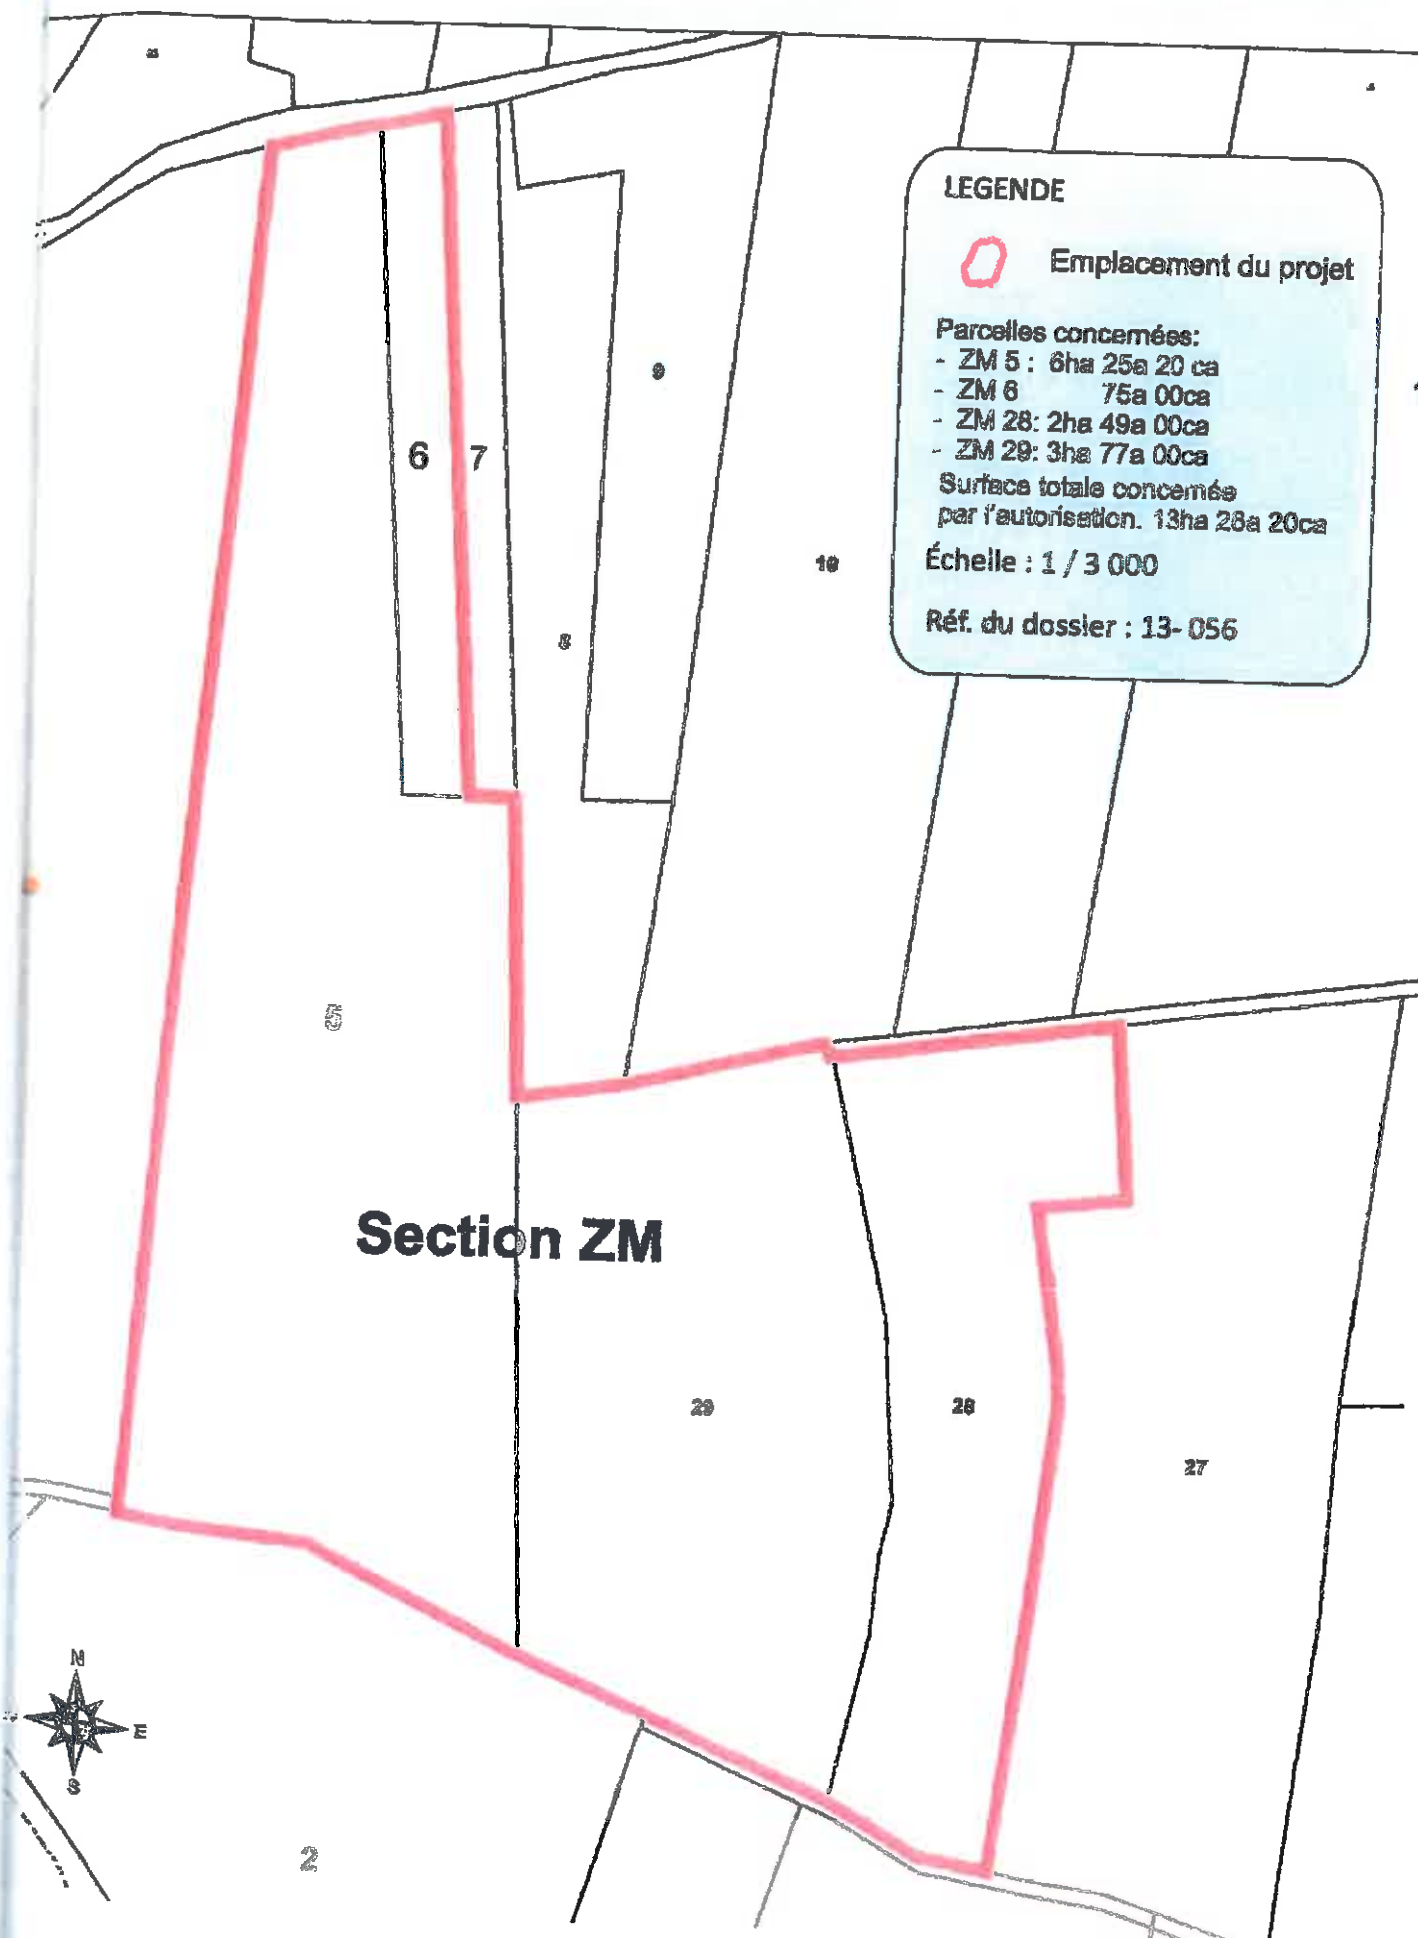 LEGENDE
Emplacement du projet
Parcelles concernées:
- ZM 5 : 6ha 25a 20 ca
- ZM 6 75a 00ca
- ZM 28: 2ha 49a 00ca
- ZM 29: 3ha 77a 00ca
Surface totale concernée
par l'autorisation. 13ha 26a 20ca
Échelle : 1 / 3 000
Réf. du dossier : 13- 056
9
6 7
10
8
5
Section ZM
29
28
27
N
E
S
2